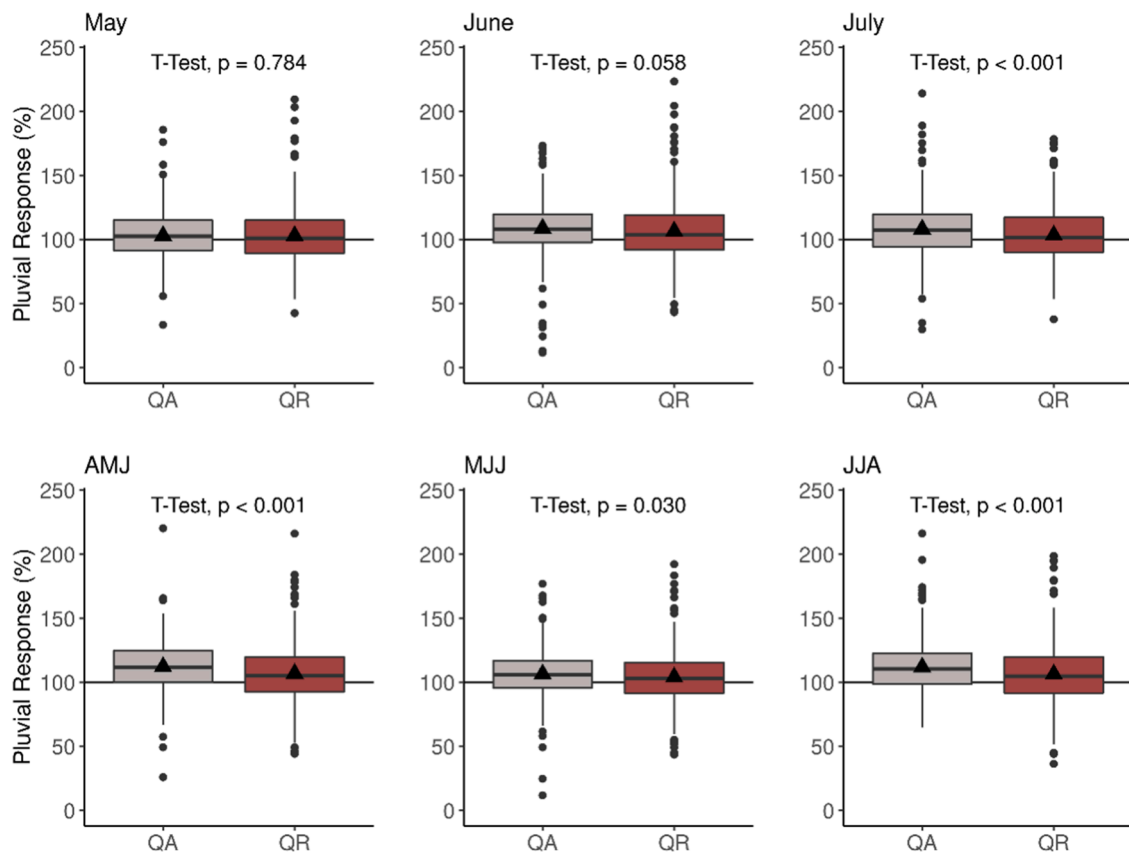 May
June
July
T-Test, p = 0.784
T-Test, p = 0.058
T-Test, p < 0.001
Pluvial Response (%)
250
200
150
100
50
0
250
200
150
100
50
0
250
200
150
100
50
0
QA
QR
QA
QR
QA
QR
AMJ
MJJ
JJA
T-Test, p < 0.001
T-Test, p = 0.030
T-Test, p < 0.001
Pluvial Response (%)
250
200
150
100
50
0
250
200
150
100
50
0
250
200
150
100
50
0
QA
QR
QA
QR
QA
QR